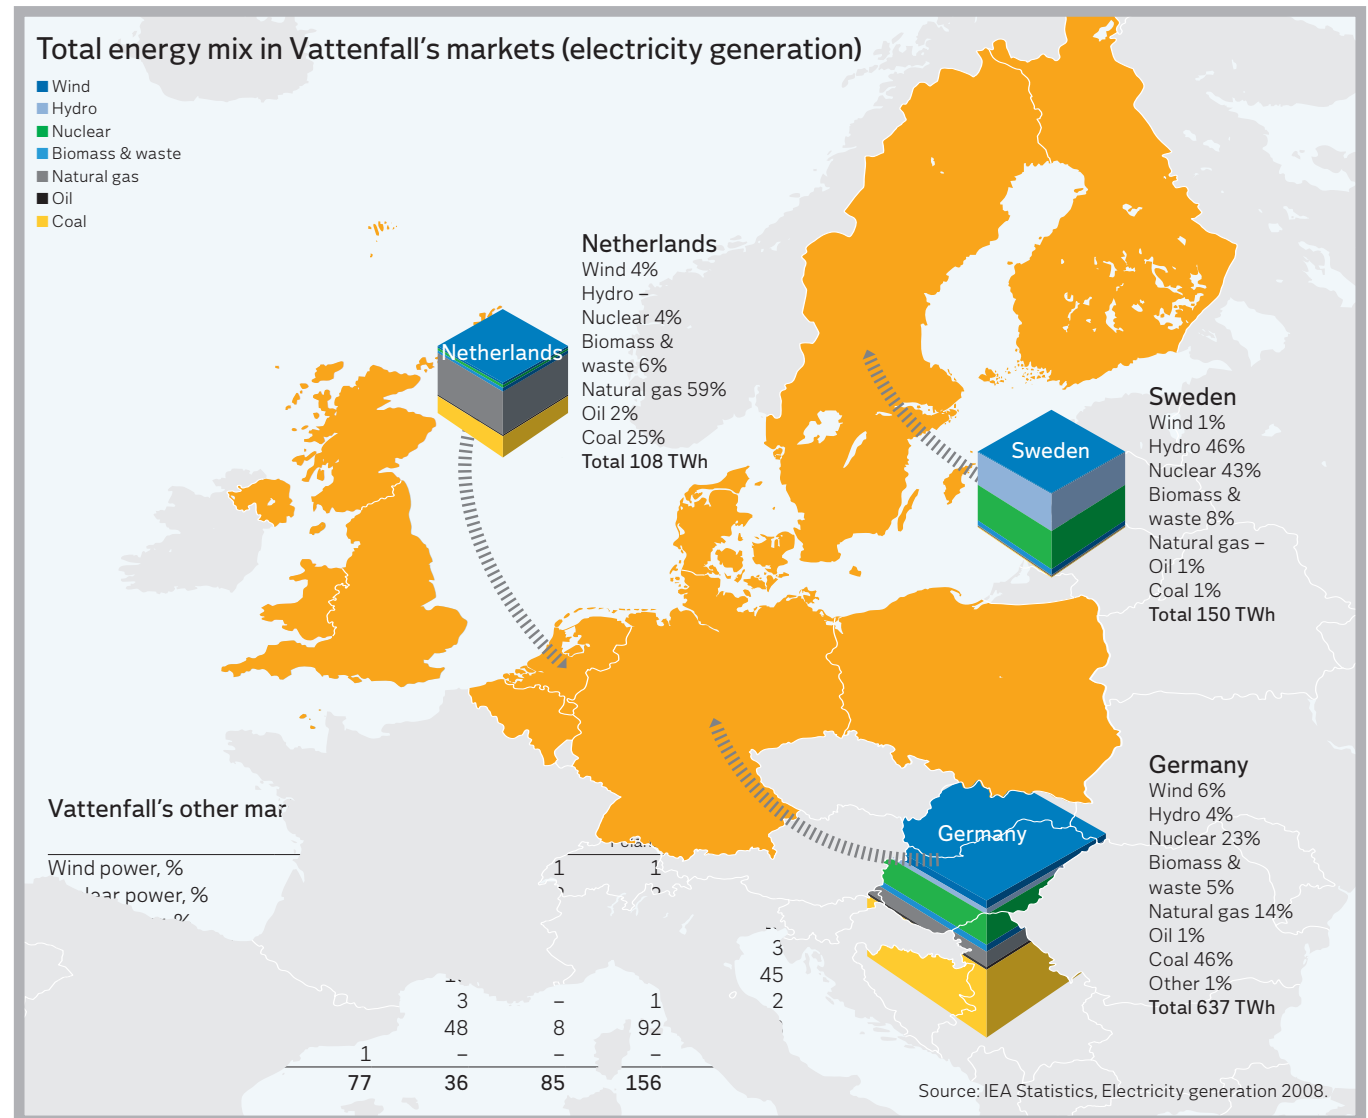 Total energy mix in Vattenfall's markets (electricity generation)
Wind
Hydro
Nuclear
Biomass & waste
Natural gas
Oil
Coal
Netherlands
Wind 4%
Hydro –
Nuclear 4%
Biomass &
waste 6%
Natural gas 59%
Oil 2%
Coal 25%
Total 108 TWh
Netherlands
Sweden
Wind 1%
Hydro 46%
Nuclear 43%
Biomass &
waste 8%
Natural gas –
Oil 1%
Coal 1%
Total 150 TWh
Sweden
Germany
Wind 6%
Hydro 4%
Nuclear 23%
Biomass &
waste 5%
Natural gas 14%
Oil 1%
Coal 46%
Other 1%
Total 637 TWh
Germany
Vattenfall's other
Wind power, % 1 1
power, %
%
3
45
3 – 1 2
48 8 92
1 – – –
77 36 85 156
Source: IEA Statistics, Electricity generation 2008.